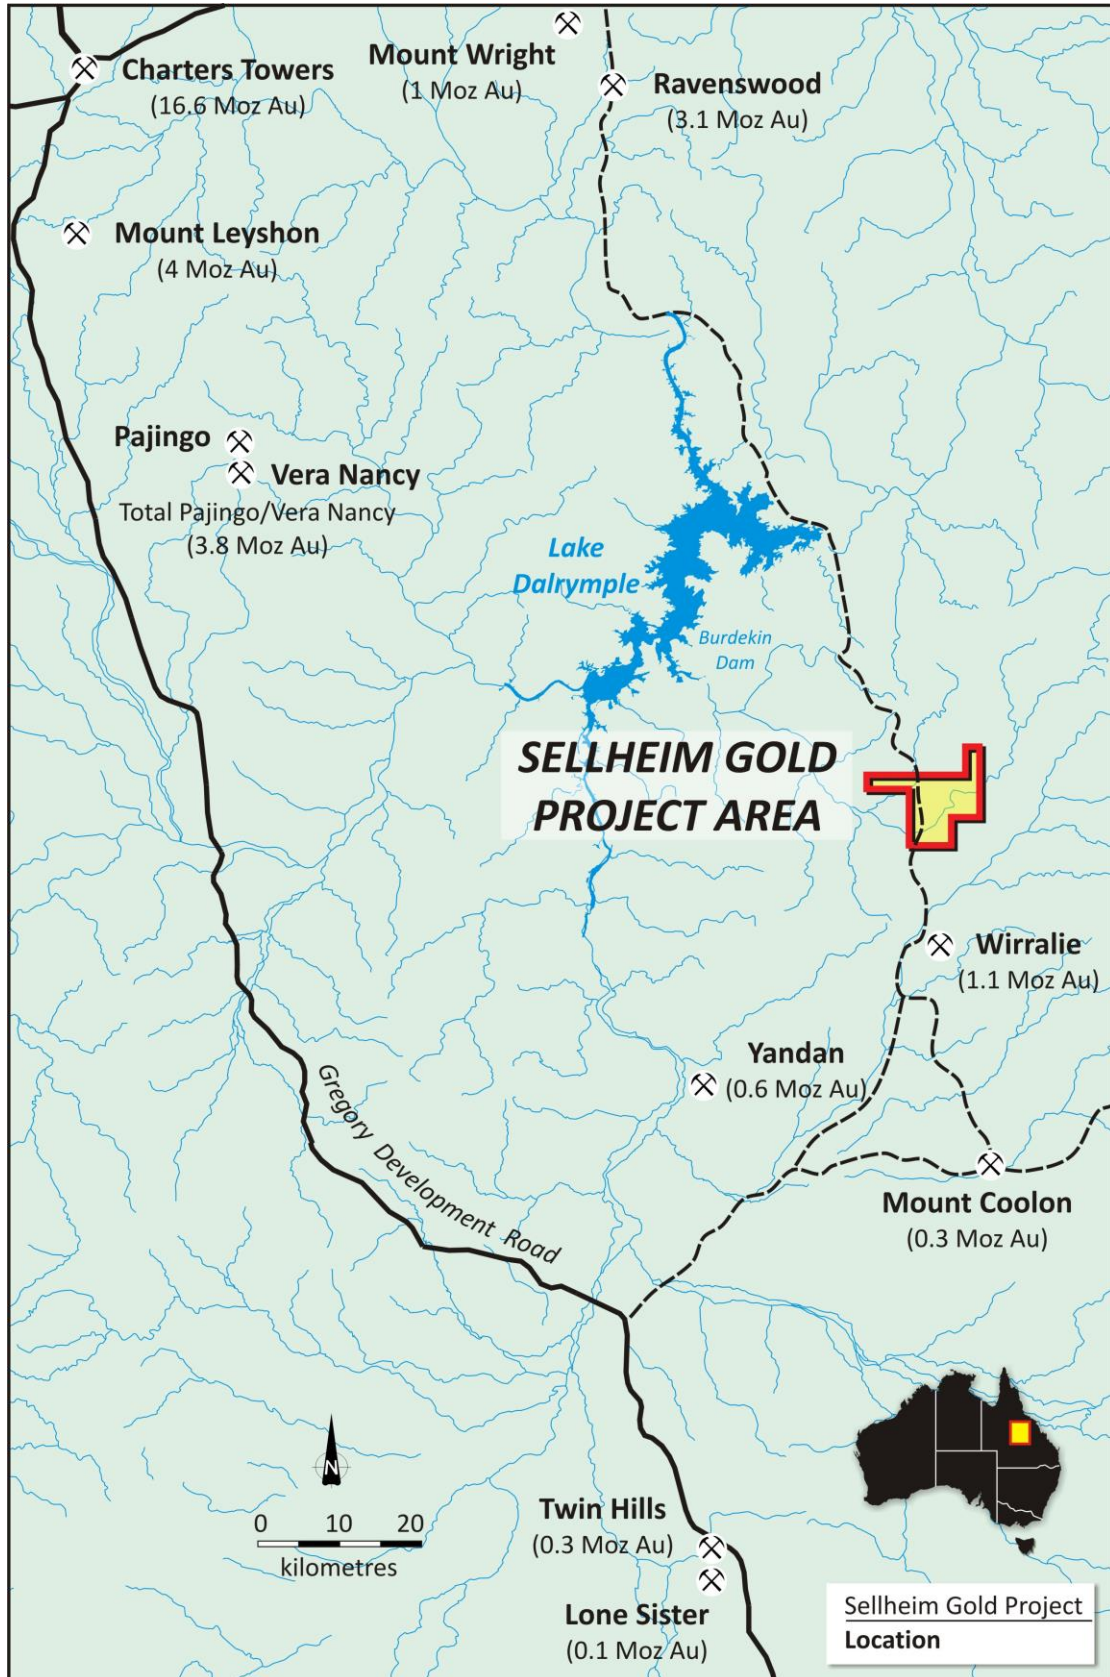 Mount Wright
(1 Moz Au)
Charters Towers
(16.6 Moz Au)
Ravenswood
(3.1 Moz Au)
Mount Leyshon
(4 Moz Au)
Pajingo
Vera Nancy
Total Pajingo/Vera Nancy
(3.8 Moz Au)
Lake
Dalrymple
Burdekin
Dam
SELLHEIM GOLD
PROJECT AREA
Wirralie
(1.1 Moz Au)
Yandan
(0.6 Moz Au)
Gregory Development Road
Mount Coolon
(0.3 Moz Au)
N
0 10 20
kilometres
Twin Hills
(0.3 Moz Au)
Lone Sister
(0.1 Moz Au)
Sellheim Gold Project
Location